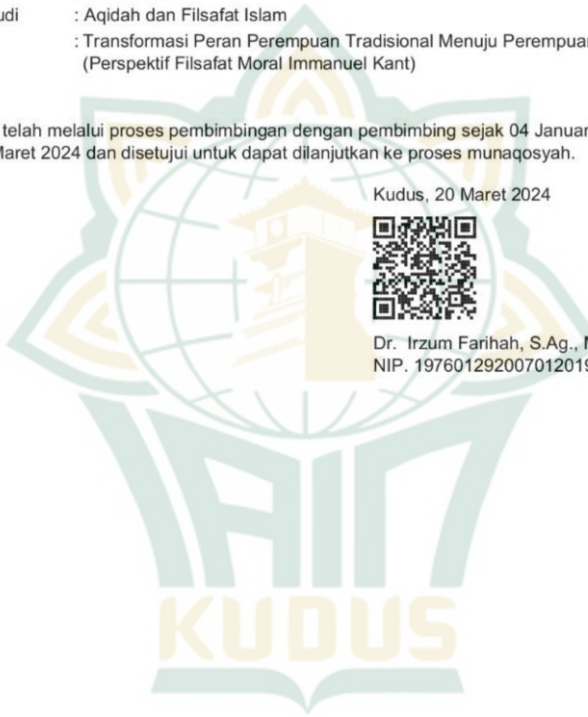 udi : Aqidah dan Filsafat Islam
: Transformasi Peran Perempuan Tradisional Menuju Perempuan
(Perspektif Filsafat Moral Immanuel Kant)
telah melalui proses pembimbingan dengan pembimbing sejak 04 Januar
Maret 2024 dan disetujui untuk dapat dilanjutkan ke proses munaqosyah.
Kudus, 20 Maret 2024
Dr. Irzum Farihah, S.Ag., M
NIP. 197601292007012019
IAIN
KUDUS